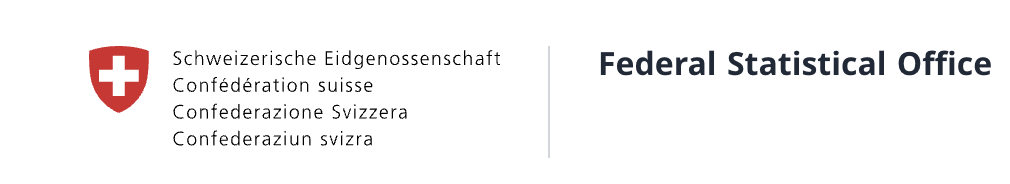 Schweizerische Eidgenossenschaft
Confédération suisse
Confederazione Svizzera
Confederaziun svizra
Federal Statistical Office